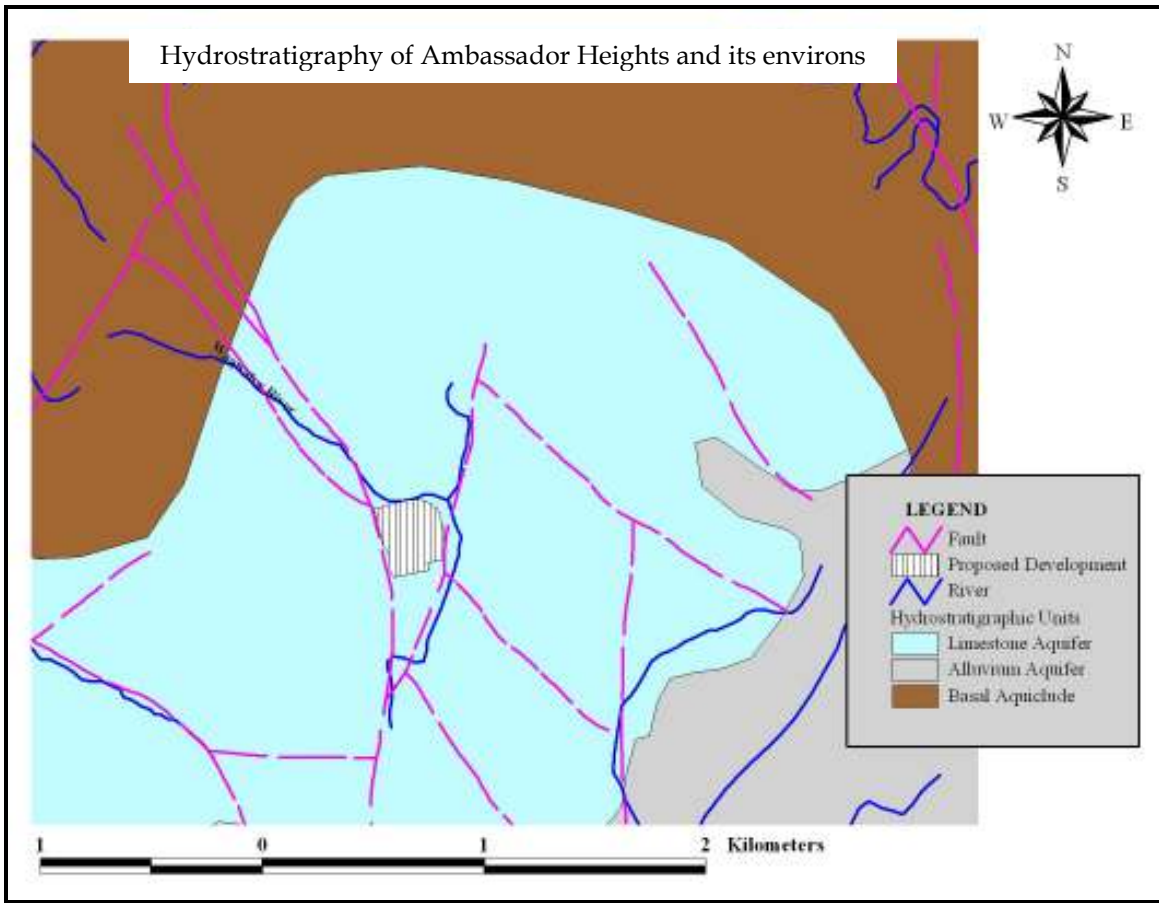 Hydrostratigraphy of Ambassador Heights and its environs
N
W E
S
River
LEGEND
Fault
Proposed Development
River
Hydrostratigraphic Units
Limestone Aquifer
Alluvium Aquifer
Basal Aquiclude
1 0 1 2 Kilometers